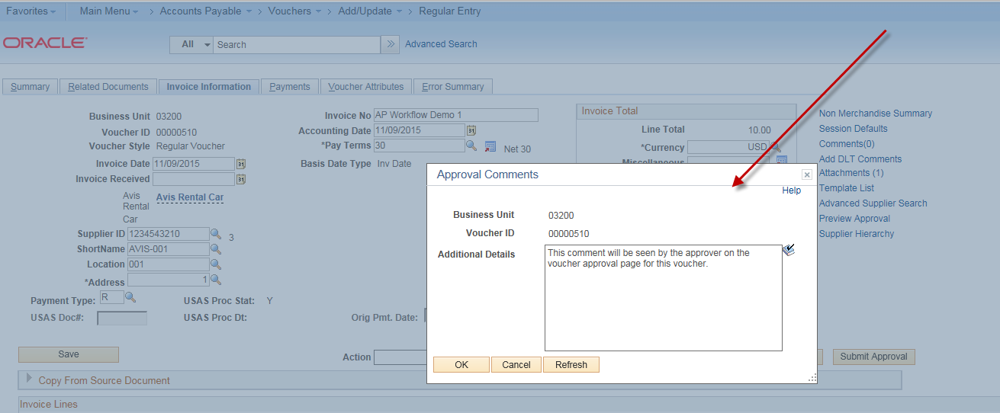 Favorites Main Menu > Accounts Payable > Vouchers > Add/Update > Regular Entry
ORACLE
All Search Advanced Search
Summary Related Documents Invoice Information Payments Voucher Attributes Error Summary
Business Unit 03200
Voucher ID 00000510
Voucher Style Regular Voucher
Invoice Date 11/09/2015
Invoice Received
Avis
Rental
Car
Avis Rental Car
Supplier ID 1234543210 3
ShortName AVIS-001
Location 001
*Address 1
Payment Type: R USAS Proc Stat: Y
USAS Doc#: USAS Proc Dt: Orig Pmt. Date:
Invoice No AP Workflow Demo 1
Accounting Date 11/09/2015
*Pay Terms 30 Net 30
Basis Date Type Inv Date
Invoice Total
Line Total 10.00
*Currency USD
Miscellaneous
Non Merchandise Summary
Session Defaults
Comments(0)
Add DLT Comments
Attachments (1)
Template List
Advanced Supplier Search
Preview Approval
Supplier Hierarchy
Approval Comments
Help
Business Unit 03200
Voucher ID 00000510
Additional Details
This comment will be seen by the approver on the
voucher approval page for this voucher.
OK Cancel Refresh
Save Action Submit Approval
Copy From Source Document
Invoice Lines